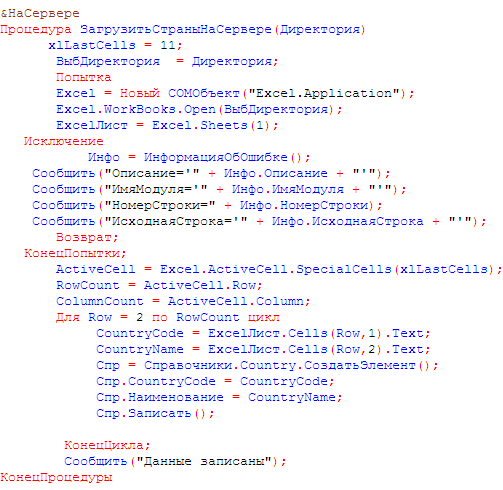 &НаСервере
Процедура ЗагрузитьСтраныНаСервере(Директория)
xlLastCells = 11;
ВыбДиректория = Директория;
Попытка
Excel = Новый COMОбъект("Excel.Application");
Excel.WorkBooks.Open(ВыбДиректория);
ExcelЛист = Excel.Sheets(1);
Исключение
Инфо = ИнформацияОбОшибке();
Сообщить("Описание='" + Инфо.Описание + "'");
Сообщить("ИмяМодуля='" + Инфо.ИмяМодуля + "'");
Сообщить("НомерСтроки=" + Инфо.НомерСтроки);
Сообщить("ИсходнаяСтрока='" + Инфо.ИсходнаяСтрока + "'");
Возврат;
КонецПопытки;
ActiveCell = Excel.ActiveCell.SpecialCells(xlLastCells);
RowCount = ActiveCell.Row;
ColumnCount = ActiveCell.Column;
Для Row = 2 по RowCount цикл
CountryCode = ExcelЛист.Cells(Row,1).Text;
CountryName = ExcelЛист.Cells(Row,2).Text;
Спр = Справочники.Country.СоздатьЭлемент();
Спр.CountryCode = CountryCode;
Спр.Наименование = CountryName;
Спр.Записать();
КонецЦикла;
Сообщить("Данные записаны");
КонецПроцедуры